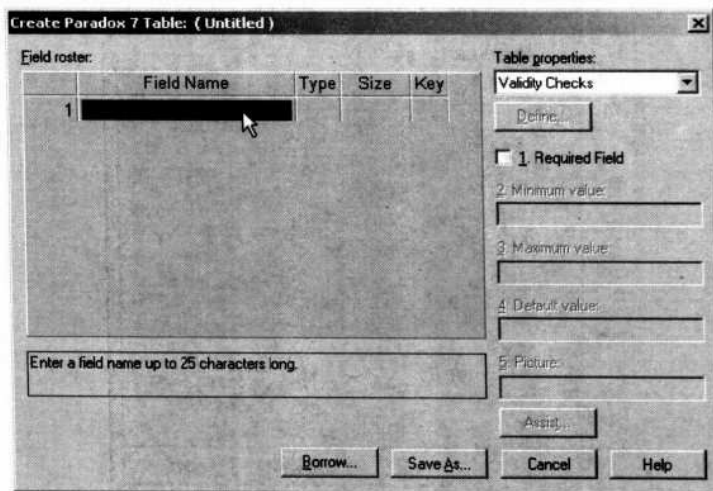 Create Paradox 7 Table: ( Untitled )
Field roster:
Field Name Type Size Key
1
Enter a field name up to 25 characters long.
Table properties:
Validity Checks
Define...
1. Required Field
2. Minimum value:
3. Maximum value:
4. Default value:
5. Picture:
Assist...
Borrow... Save As... Cancel Help